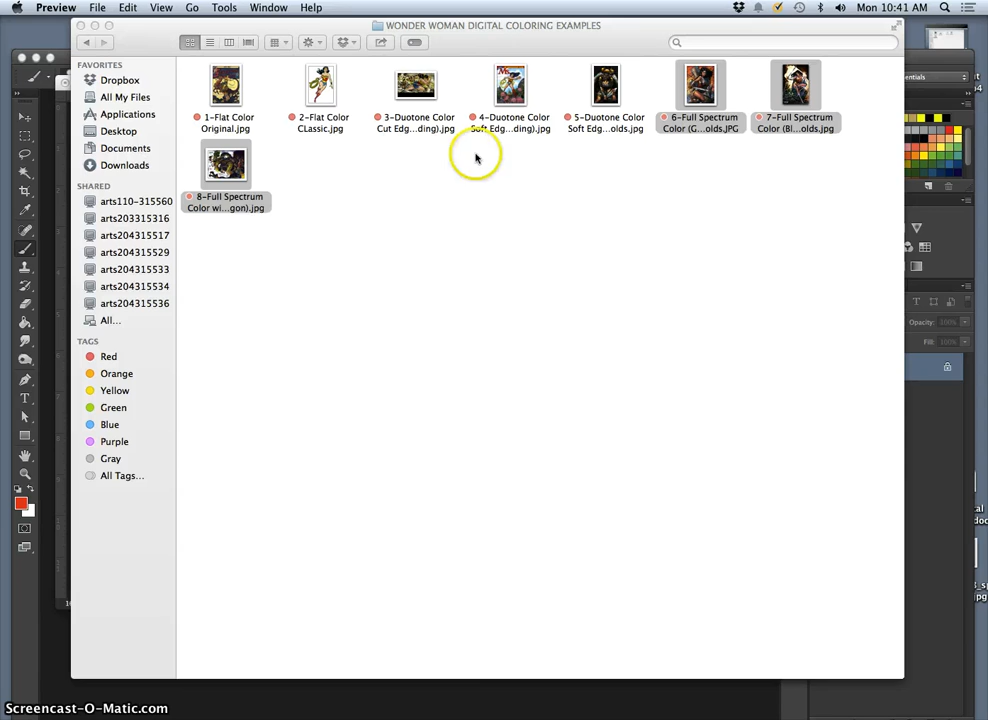 Preview File Edit View Go Tools Window Help Mon 10:41 AM
WONDER WOMAN DIGITAL COLORING EXAMPLES
FAVORITES
Dropbox
All My Files
Applications
Desktop
Documents
Downloads
SHARED
arts110-315560
arts203315316
arts204315517
arts204315529
arts204315533
arts204315534
arts204315536
All...
TAGS
Red
Orange
Yellow
Green
Blue
Purple
Gray
All Tags...
1-Flat Color
Original.jpg
2-Flat Color
CLassic.jpg
3-Duotone Color
Cut Edg...ding).jpg
4-Duotone Color
Soft Edg...ding).jpg
5-Duotone Color
Soft Edg...olds.jpg
6-Full Spectrum
Color (G...olds.JPG
7-Full Spectrum
Color (Bl...olds.jpg
8-Full Spectrum
Color wi...gon).jpg
entials
Opacity: 100%
Fill: 100%
Screencast-O-Matic.com